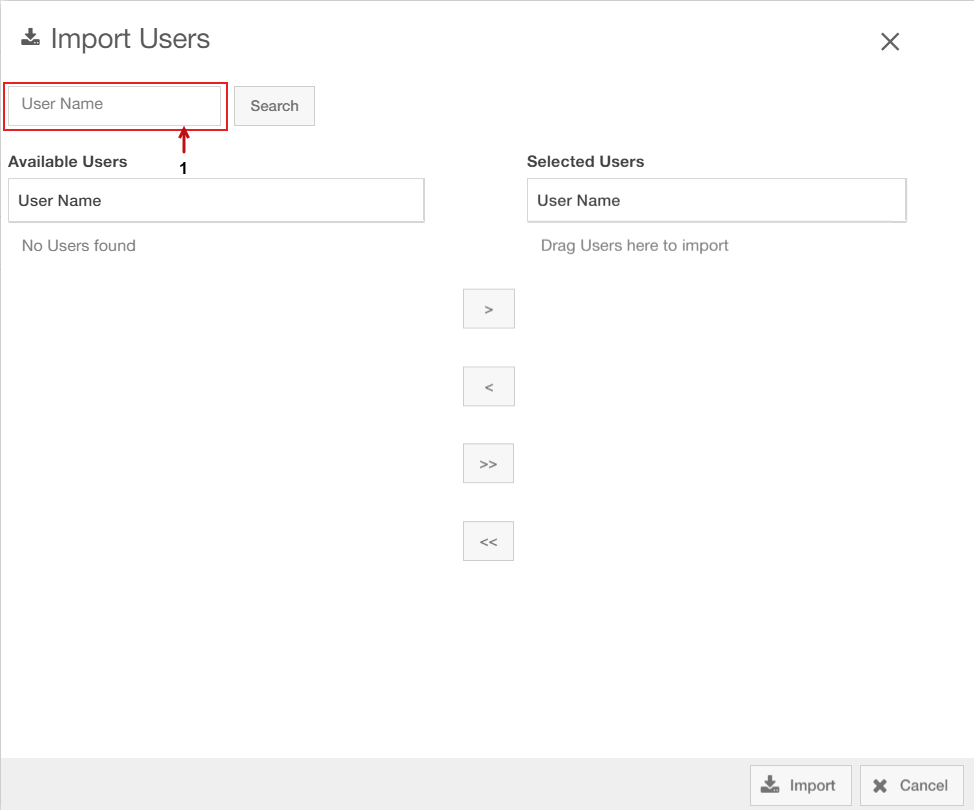 Import Users
User Name
Search
1
Available Users
Selected Users
User Name
User Name
No Users found
Drag Users here to import
>
<
>>
<<
Import
Cancel